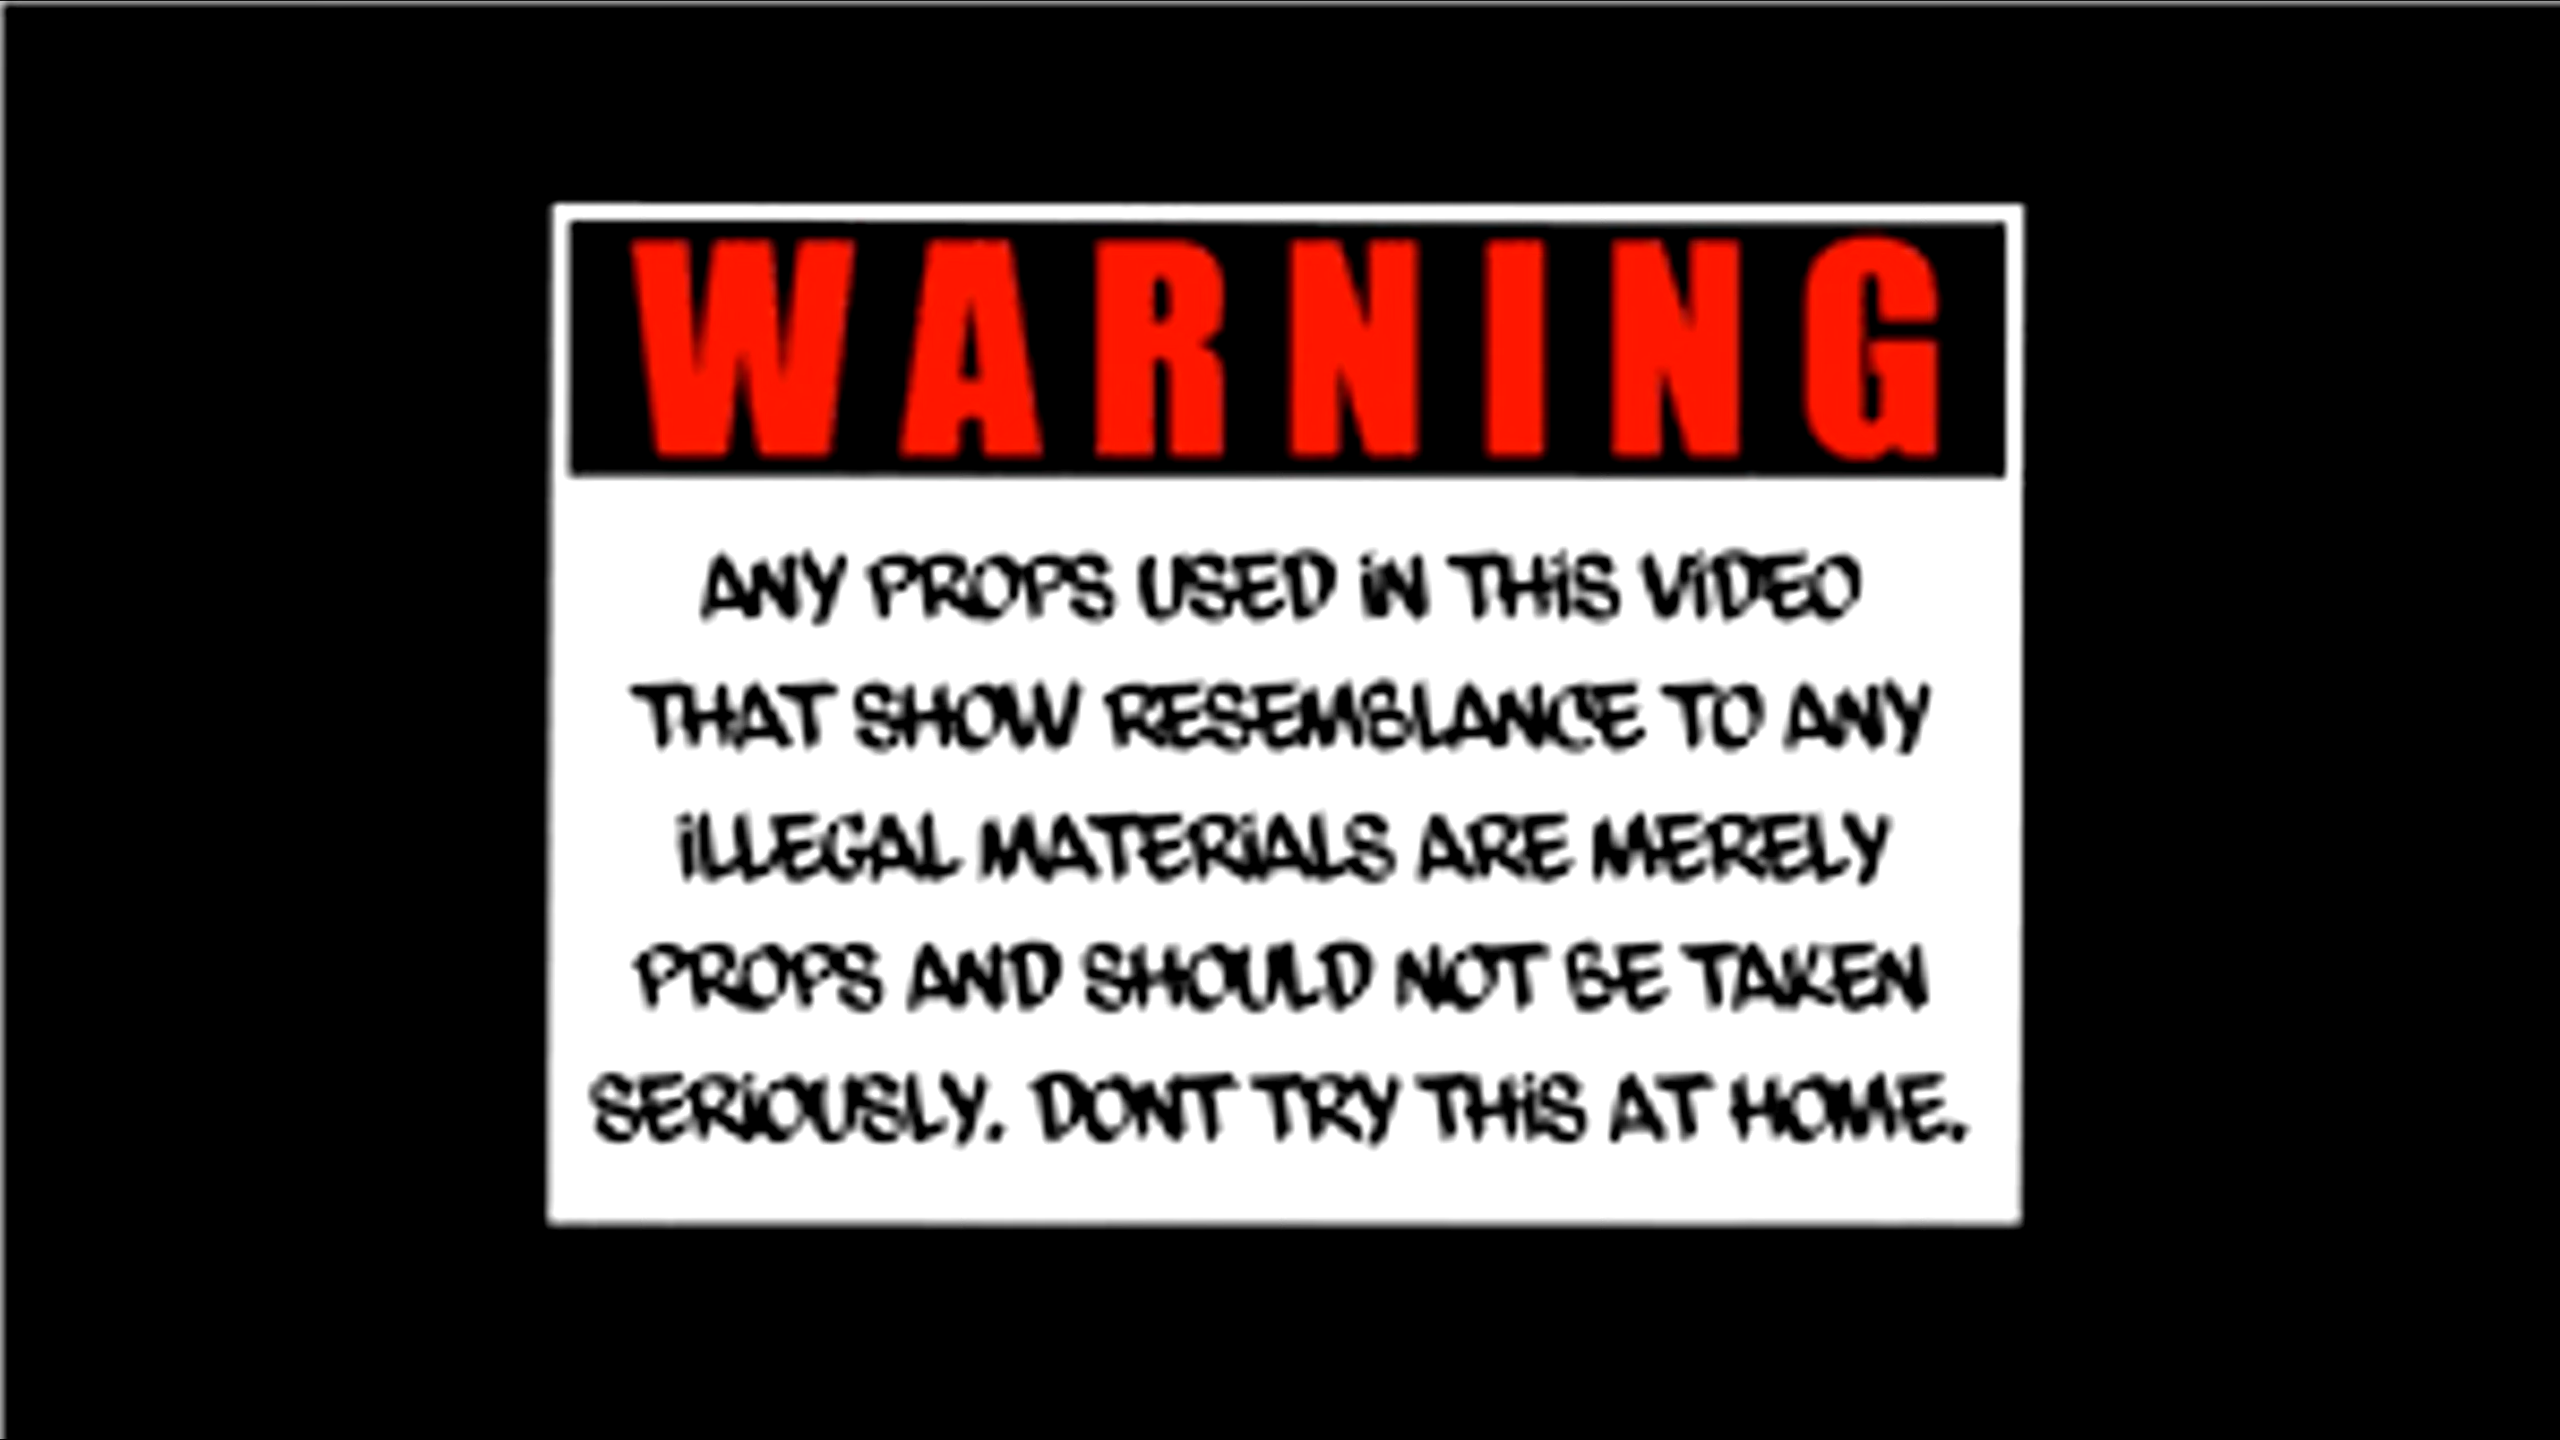 WARNING
ANY PROPS USED iN THiS ViDEO
THAT SHOW RESEMBLANCE TO ANY
iLLEGAL MATERiALS ARE MERELY
PROPS AND SHOULD NOT BE TAKEN
SERiOUSLY. DONT TRY THiS AT HOME.